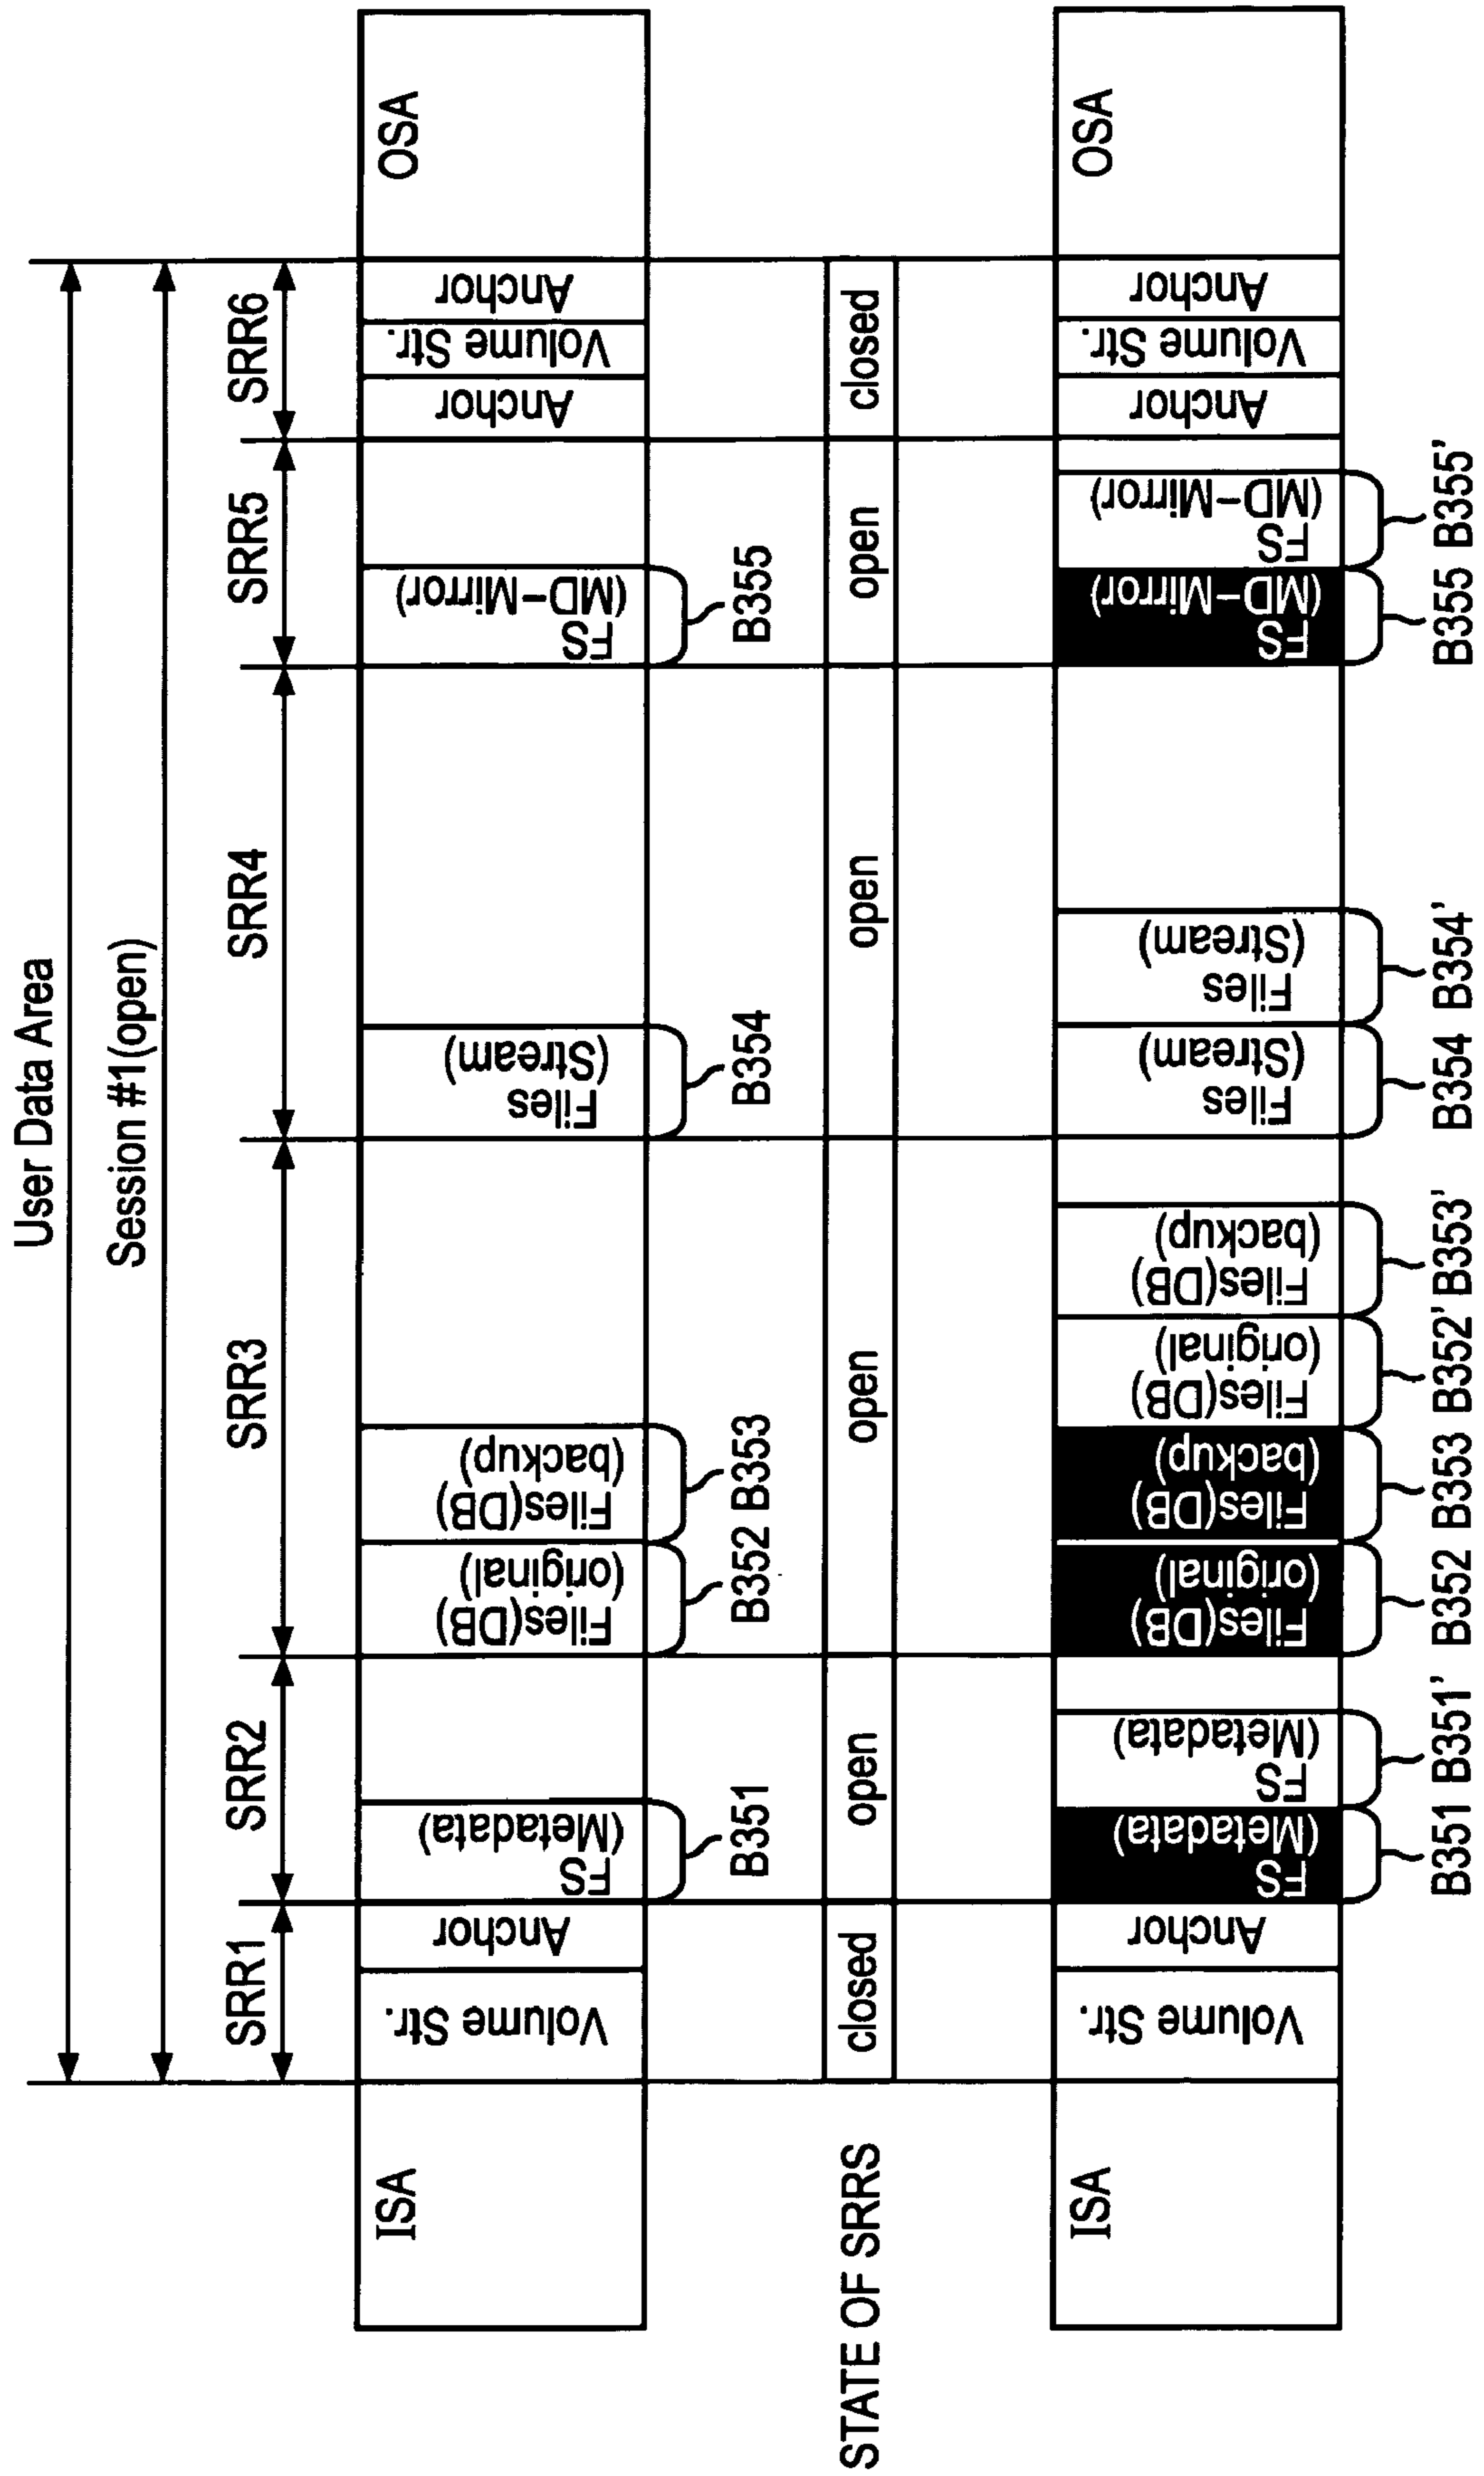 User Data Area
Session #1(open)
SRR1
SRR2
SRR3
SRR4
SRR5
SRR6
ISA
Volume Str.
Anchor
FS
(Metadata)
Files(DB)
(original)
Files(DB)
(backup)
Files
(Stream)
FS
(MD-Mirror)
Anchor
Volume Str.
Anchor
OSA
B351
B352
B353
B354
B355
STATE OF SRRS
closed
open
open
open
open
closed
ISA
Volume Str.
Anchor
FS
(Metadata)
FS
(Metadata)
Files(DB)
(original)
Files(DB)
(backup)
Files(DB)
(original)
Files(DB)
(backup)
Files
(Stream)
Files
(Stream)
FS
(MD-Mirror)
FS
(MD-Mirror)
Anchor
Volume Str.
Anchor
OSA
B351
B351'
B352
B353
B352'
B353'
B354
B354'
B355
B355'